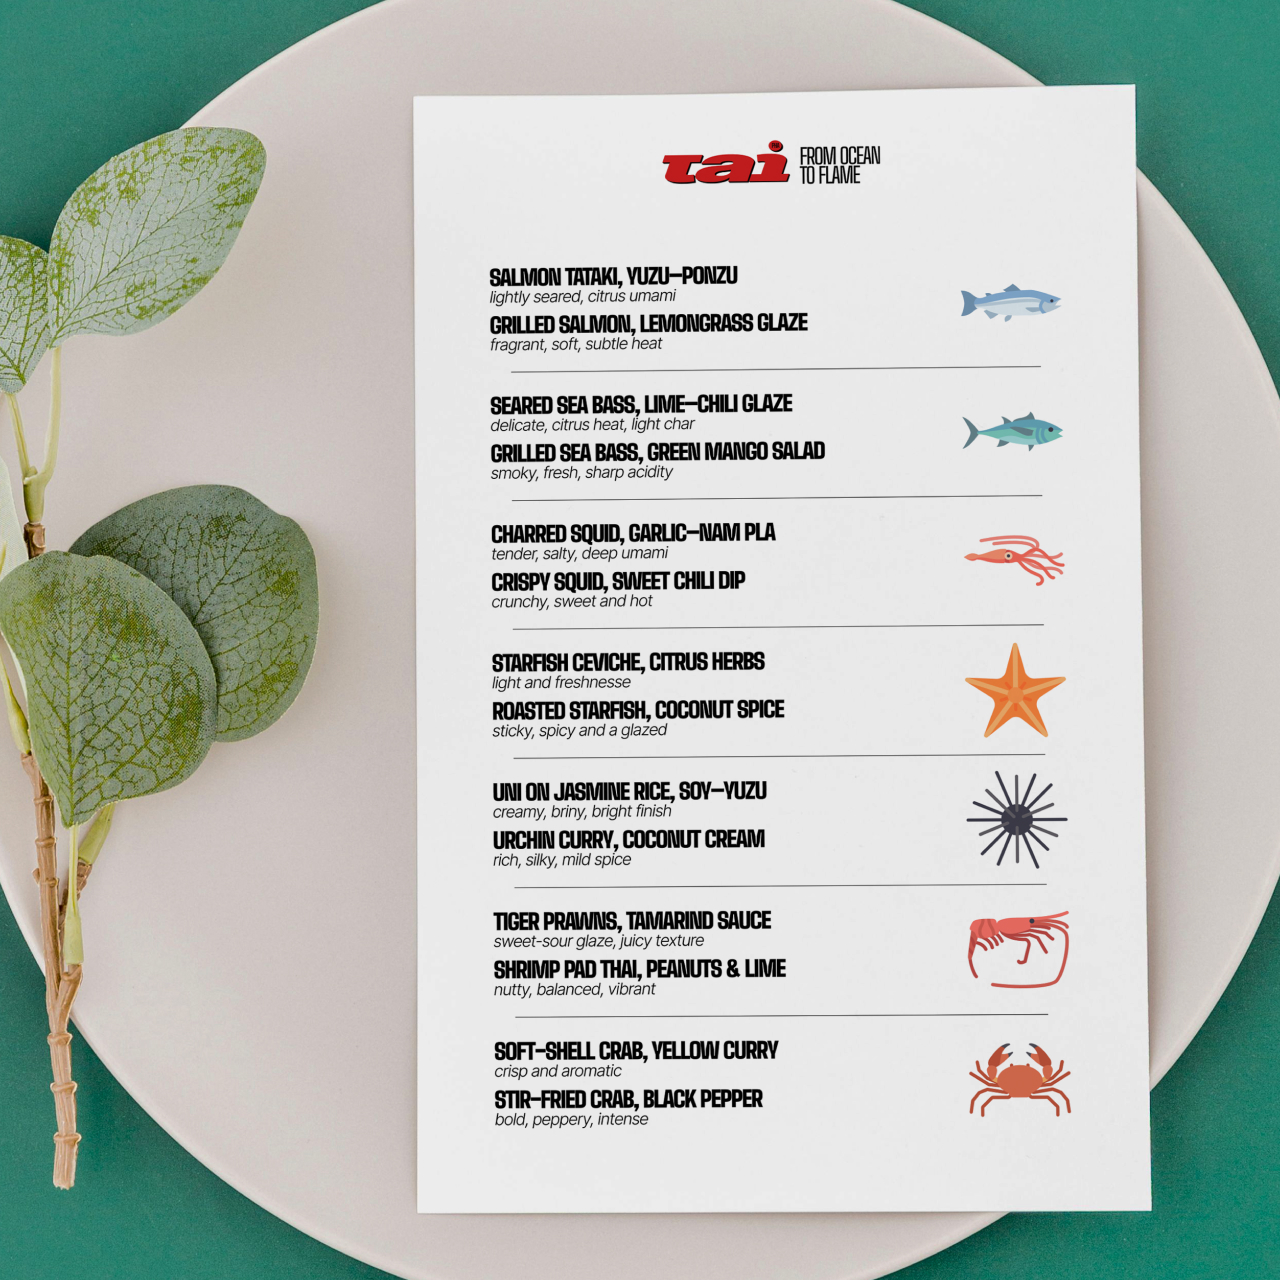 tai
FROM OCEAN
TO FLAME
SALMON TATAKI, YUZU–PONZU
lightly seared, citrus umami
GRILLED SALMON, LEMONGRASS GLAZE
fragrant, soft, subtle heat
SEARED SEA BASS, LIME–CHILI GLAZE
delicate, citrus heat, light char
GRILLED SEA BASS, GREEN MANGO SALAD
smoky, fresh, sharp acidity
CHARRED SQUID, GARLIC–NAM PLA
tender, salty, deep umami
CRISPY SQUID, SWEET CHILI DIP
crunchy, sweet and hot
STARFISH CEVICHE, CITRUS HERBS
light and freshnesse
ROASTED STARFISH, COCONUT SPICE
sticky, spicy and a glazed
UNI ON JASMINE RICE, SOY–YUZU
creamy, briny, bright finish
URCHIN CURRY, COCONUT CREAM
rich, silky, mild spice
TIGER PRAWNS, TAMARIND SAUCE
sweet-sour glaze, juicy texture
SHRIMP PAD THAI, PEANUTS & LIME
nutty, balanced, vibrant
SOFT-SHELL CRAB, YELLOW CURRY
crisp and aromatic
STIR–FRIED CRAB, BLACK PEPPER
bold, peppery, intense